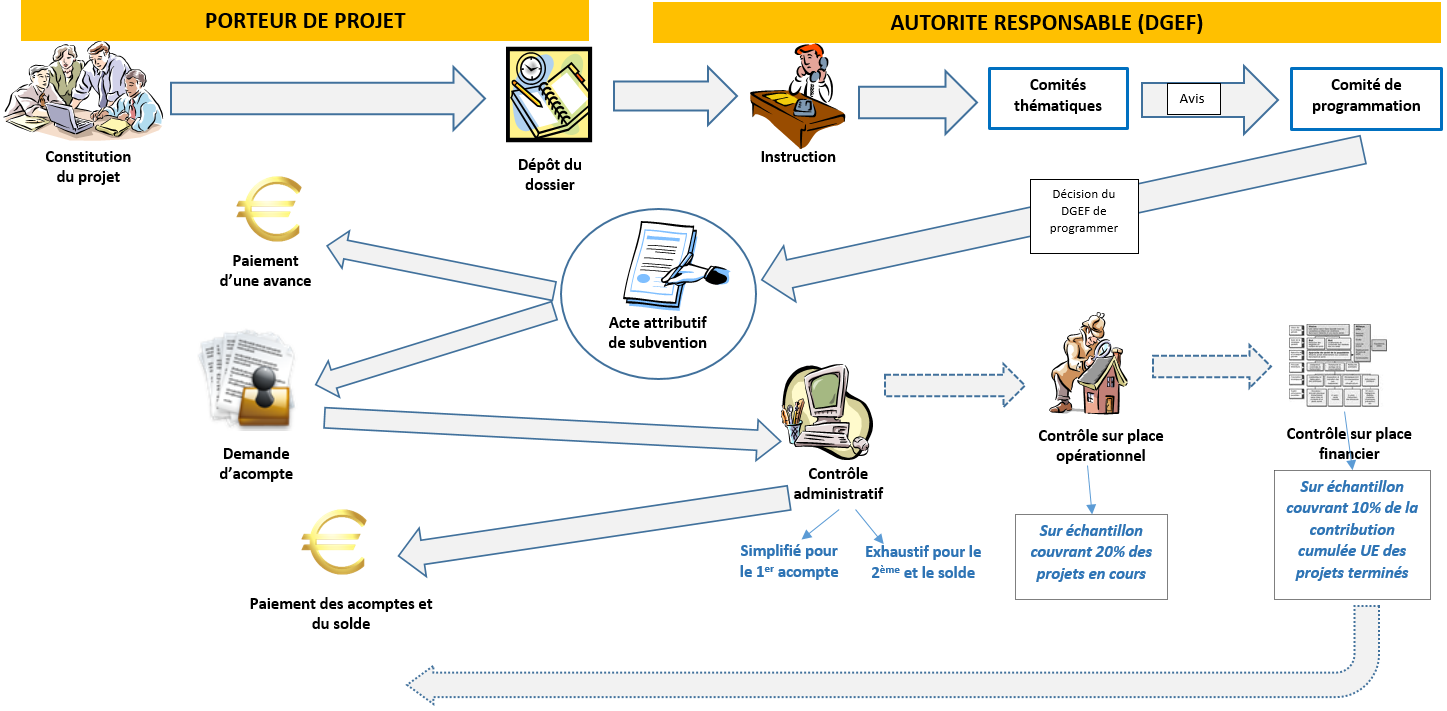 PORTEUR DE PROJET
AUTORITE RESPONSABLE (DGEF)
Constitution
du projet
Dépôt du
dossier
Instruction
Comités
thématiques
Avis
Comité de
programmation
Décision du
DGEF de
programmer
Paiement
d’une avance
Acte attributif
de subvention
Demande
d’acompte
Contrôle
administratif
Simplifié pour
le 1er acompte
Exhaustif pour le
2ème et le solde
Contrôle sur place
opérationnel
Sur échantillon
couvrant 20% des
projets en cours
Contrôle sur place
financier
Sur échantillon
couvrant 10% de la
contribution
cumulée UE des
projets terminés
Paiement des acomptes et
du solde